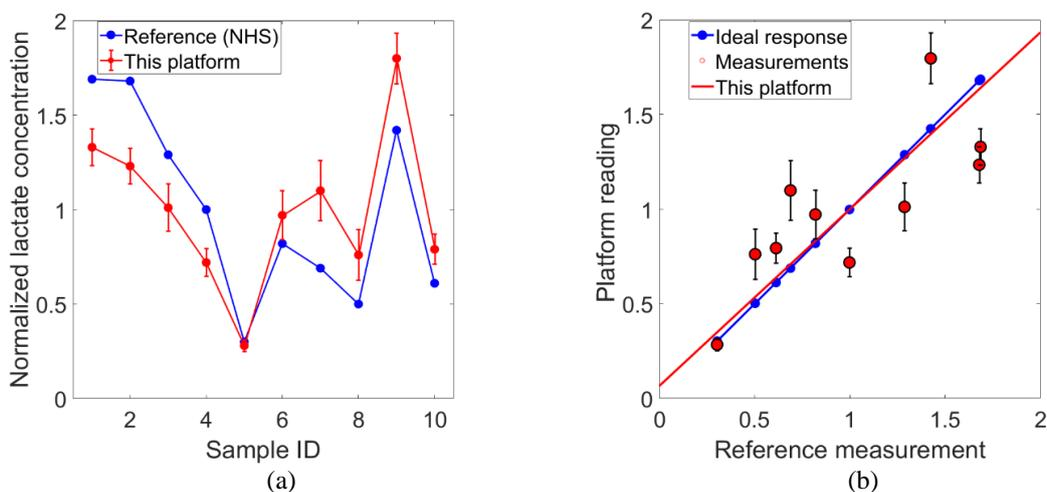 Normalized lactate concentration
2
1.5
1
0.5
0
Reference (NHS)
This platform
2
4
6
8
10
Sample ID
(a)
Platform reading
2
1.5
1
0.5
0
Ideal response
Measurements
This platform
0
0.5
1
1.5
2
Reference measurement
(b)